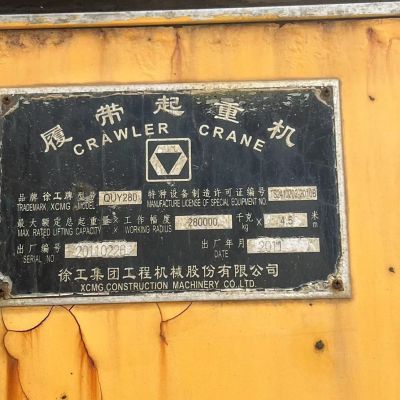 履带起重机
CRAWLER CRANE
品牌 徐工牌 型号 QUY280 特种设备制造许可证编号
TRADEMARK XCMG MODEL MANUFACTURE LICENSE OF SPECIAL EQUIPMENT NO.
最大额定总起重量×工作幅度 280000 千克 kg × 4.5 米 m
MAX RATED LIFTING CAPACITY × WORKING RADIUS
出厂编号 出厂年月 2011
SERIAL NO. DATE
徐工集团工程机械股份有限公司
XCMG CONSTRUCTION MACHINERY CO.LTD.